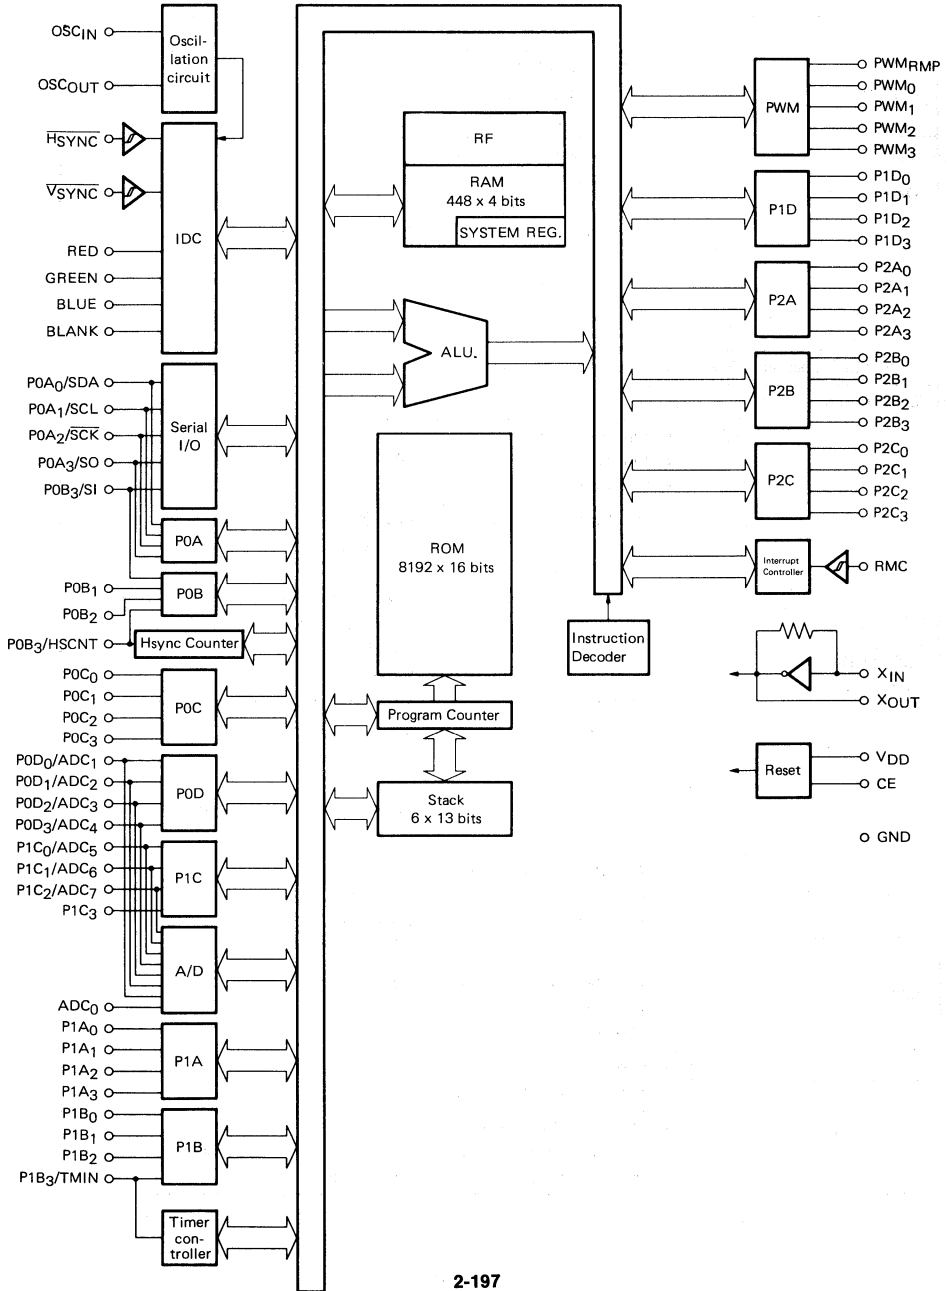 OSCIN
OSCOUT
Oscil-
lation
circuit
HSYNC
VSYNC
RED
GREEN
BLUE
BLANK
IDC
P0A0/SDA
P0A1/SCL
P0A2/SCK
P0A3/SO
P0B3/SI
Serial
I/O
P0A
P0B1
P0B2
P0B
P0B3/HSCNT
Hsync Counter
P0C0
P0C1
P0C2
P0C3
P0C
P0D0/ADC1
P0D1/ADC2
P0D2/ADC3
P0D3/ADC4
P0D
P1C0/ADC5
P1C1/ADC6
P1C2/ADC7
P1C3
P1C
A/D
ADC0
P1A0
P1A1
P1A2
P1A3
P1A
P1B0
P1B1
P1B2
P1B3/TMIN
P1B
Timer
con-
troller
RF
RAM
448 x 4 bits
SYSTEM REG.
ALU
ROM
8192 x 16 bits
Program Counter
Stack
6 x 13 bits
Instruction
Decoder
PWM
PWMRMP
PWM0
PWM1
PWM2
PWM3
P1D
P1D0
P1D1
P1D2
P1D3
P2A
P2A0
P2A1
P2A2
P2A3
P2B
P2B0
P2B1
P2B2
P2B3
P2C
P2C0
P2C1
P2C2
P2C3
Interrupt
Controller
RMC
XIN
XOUT
Reset
VDD
CE
GND
2-197